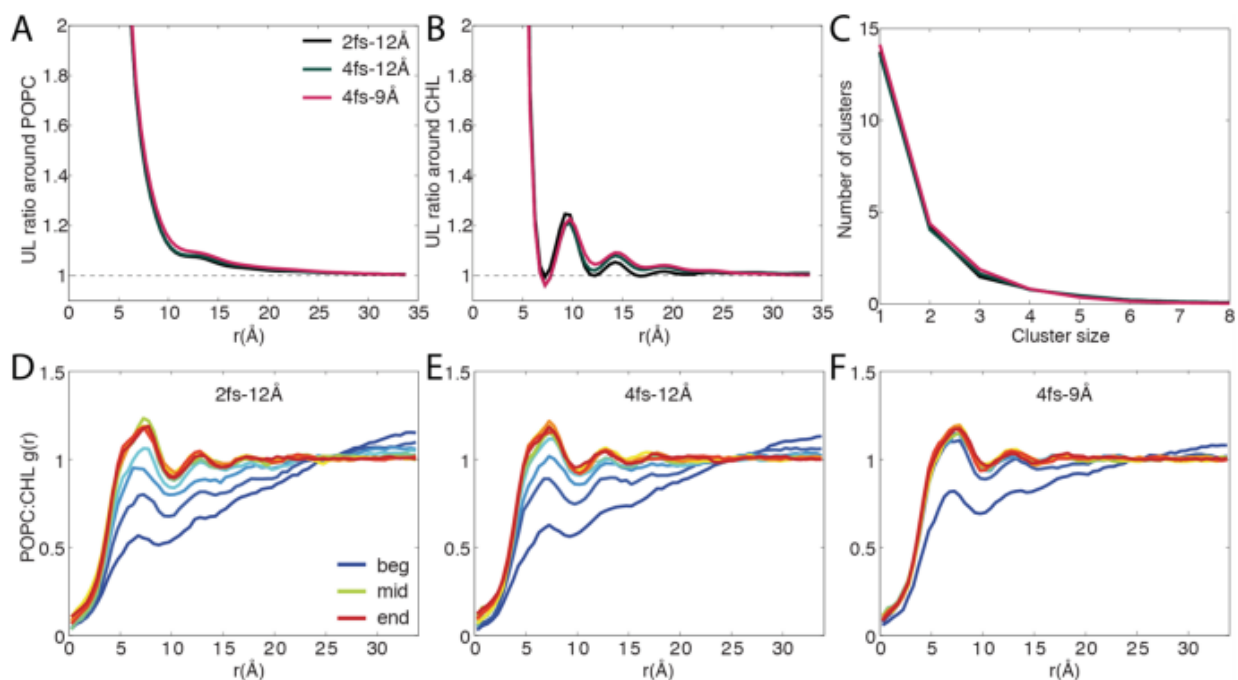 A
B
C
2
1.8
1.6
1.4
1.2
1
UL ratio around POPC
0 5 10 15 20 25 30 35
r(Å)
2fs-12Å
4fs-12Å
4fs-9Å
2
1.8
1.6
1.4
1.2
1
UL ratio around CHL
0 5 10 15 20 25 30 35
r(Å)
15
10
5
0
Number of clusters
1 2 3 4 5 6 7 8
Cluster size
D
E
F
2fs-12Å
1.5
1
0.5
0
POPC:CHL g(r)
0 5 10 15 20 25 30
r(Å)
beg
mid
end
4fs-12Å
1.5
1
0.5
0
0 5 10 15 20 25 30
r(Å)
4fs-9Å
1.5
1
0.5
0
0 5 10 15 20 25 30
r(Å)